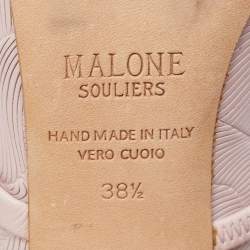 MALONE
SOULIERS
HAND MADE IN ITALY
VERO CUOIO
38½